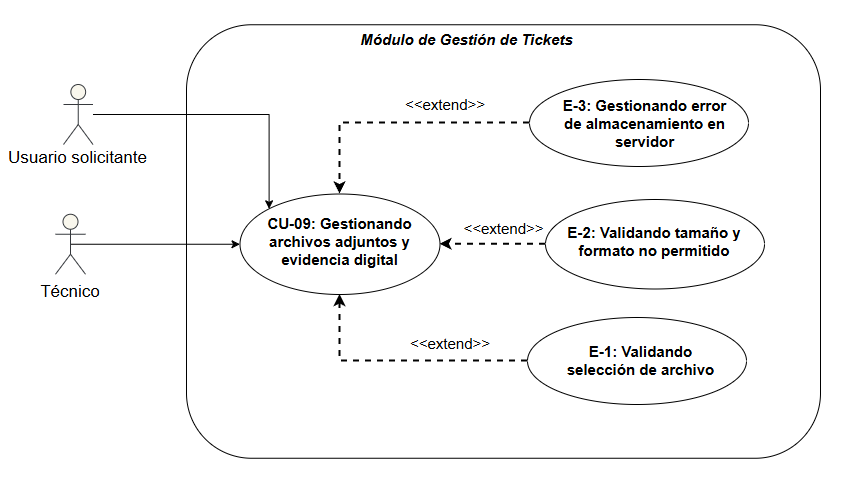 Módulo de Gestión de Tickets
<<extend>>
E-3: Gestionando error
de almacenamiento en
servidor
Usuario solicitante
CU-09: Gestionando
archivos adjuntos y
evidencia digital
<<extend>>
E-2: Validando tamaño y
formato no permitido
Técnico
<<extend>>
E-1: Validando
selección de archivo